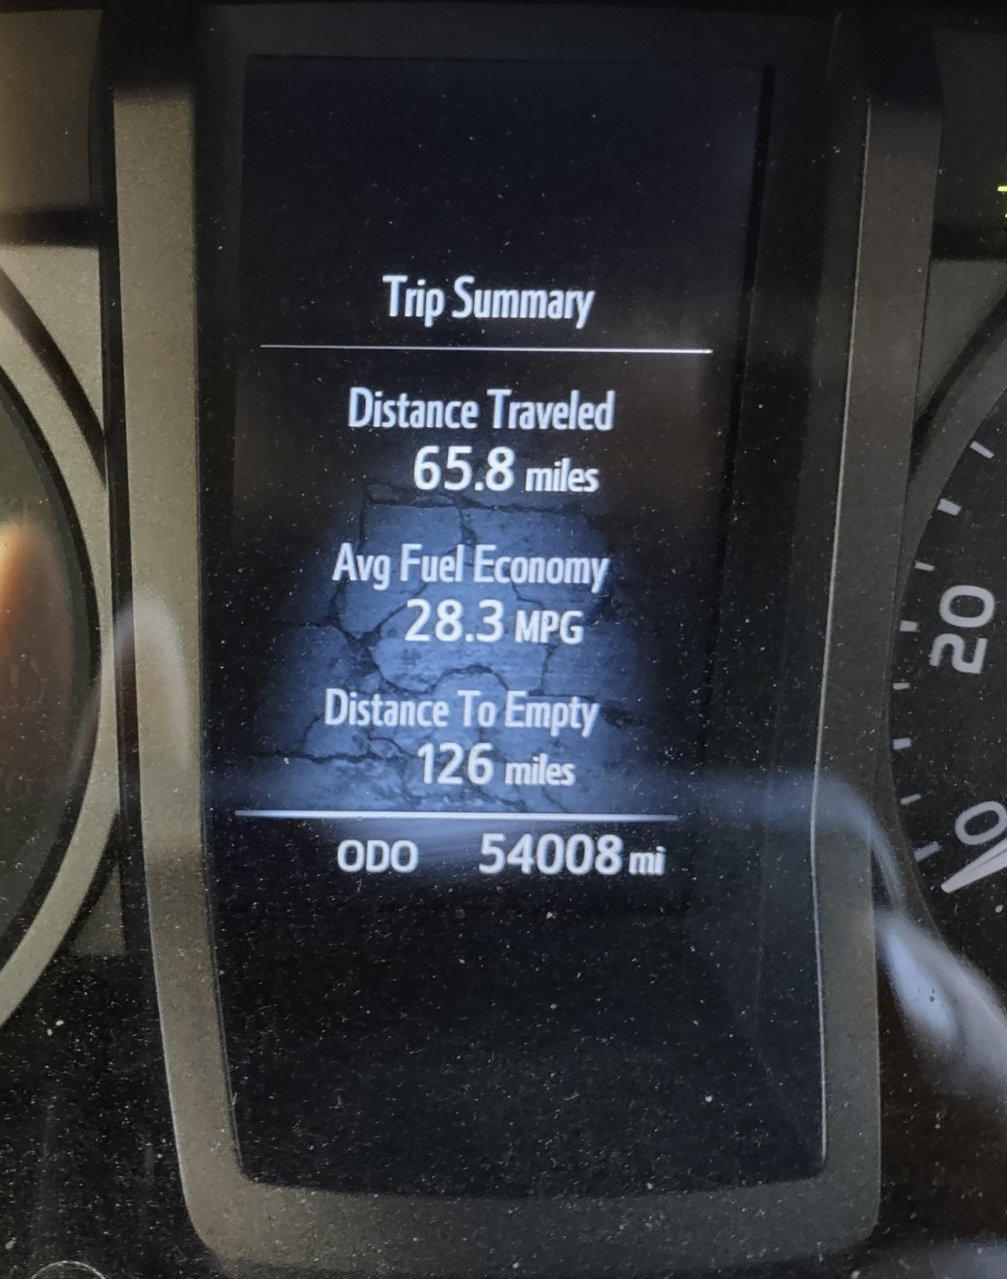 Trip Summary
Distance Traveled
65.8 miles
Avg Fuel Economy
28.3 MPG
Distance To Empty
126 miles
ODO 54008 mi
20
0